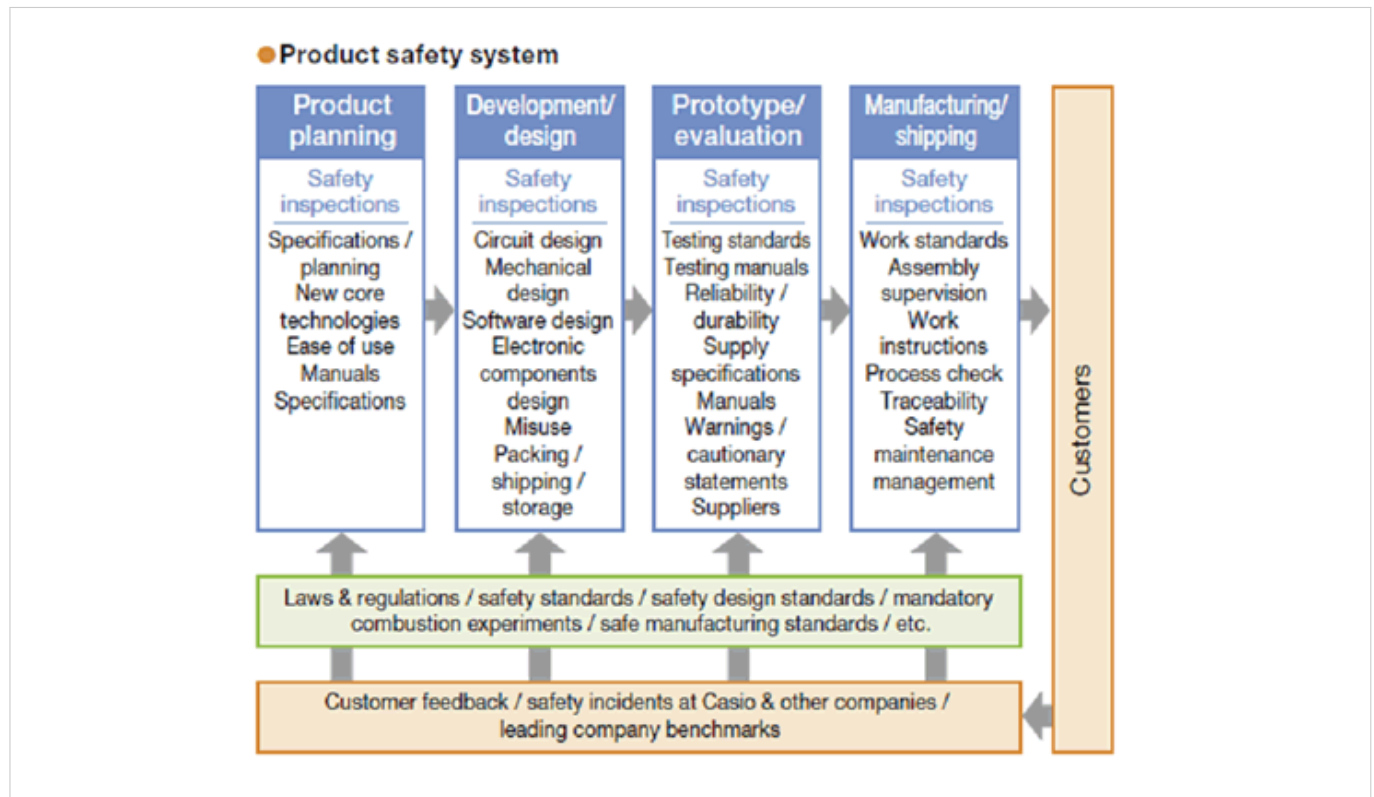 Product safety system
Product
planning
Safety
inspections
Specifications /
planning
New core
technologies
Ease of use
Manuals
Specifications
Development/
design
Safety
inspections
Circuit design
Mechanical
design
Software design
Electronic
components
design
Misuse
Packing /
shipping /
storage
Prototype/
evaluation
Safety
inspections
Testing standards
Testing manuals
Reliability /
durability
Supply
specifications
Manuals
Warnings /
cautionary
statements
Suppliers
Manufacturing/
shipping
Safety
inspections
Work standards
Assembly
supervision
Work
instructions
Process check
Traceability
Safety
maintenance
management
Customers
Laws & regulations / safety standards / safety design standards / mandatory
combustion experiments / safe manufacturing standards / etc.
Customer feedback / safety incidents at Casio & other companies /
leading company benchmarks